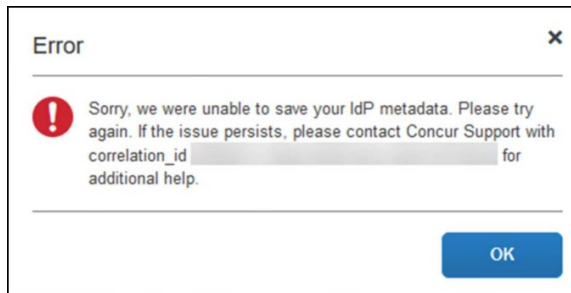 Error
Sorry, we were unable to save your IdP metadata. Please try
again. If the issue persists, please contact Concur Support with
correlation_id for
additional help.
OK